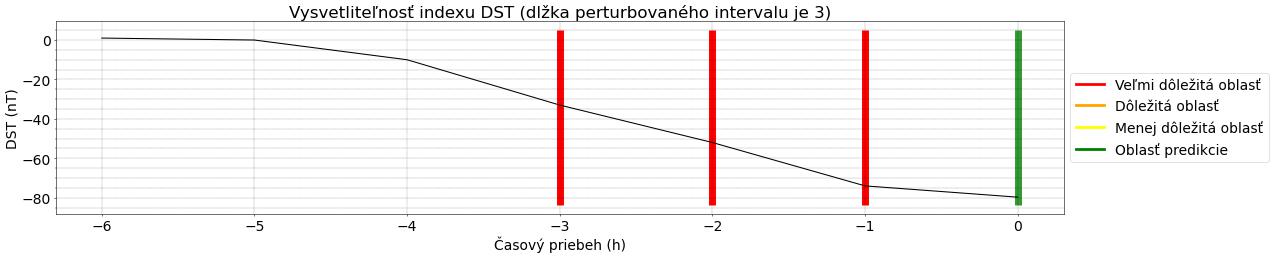 Vysvetliteľnosť indexu DST (dĺžka perturbovaného intervalu je 3)
DST (nT)
0
−20
−40
−60
−80
−6
−5
−4
−3
−2
−1
0
Časový priebeh (h)
Veľmi dôležitá oblasť
Dôležitá oblasť
Menej dôležitá oblasť
Oblasť predikcie